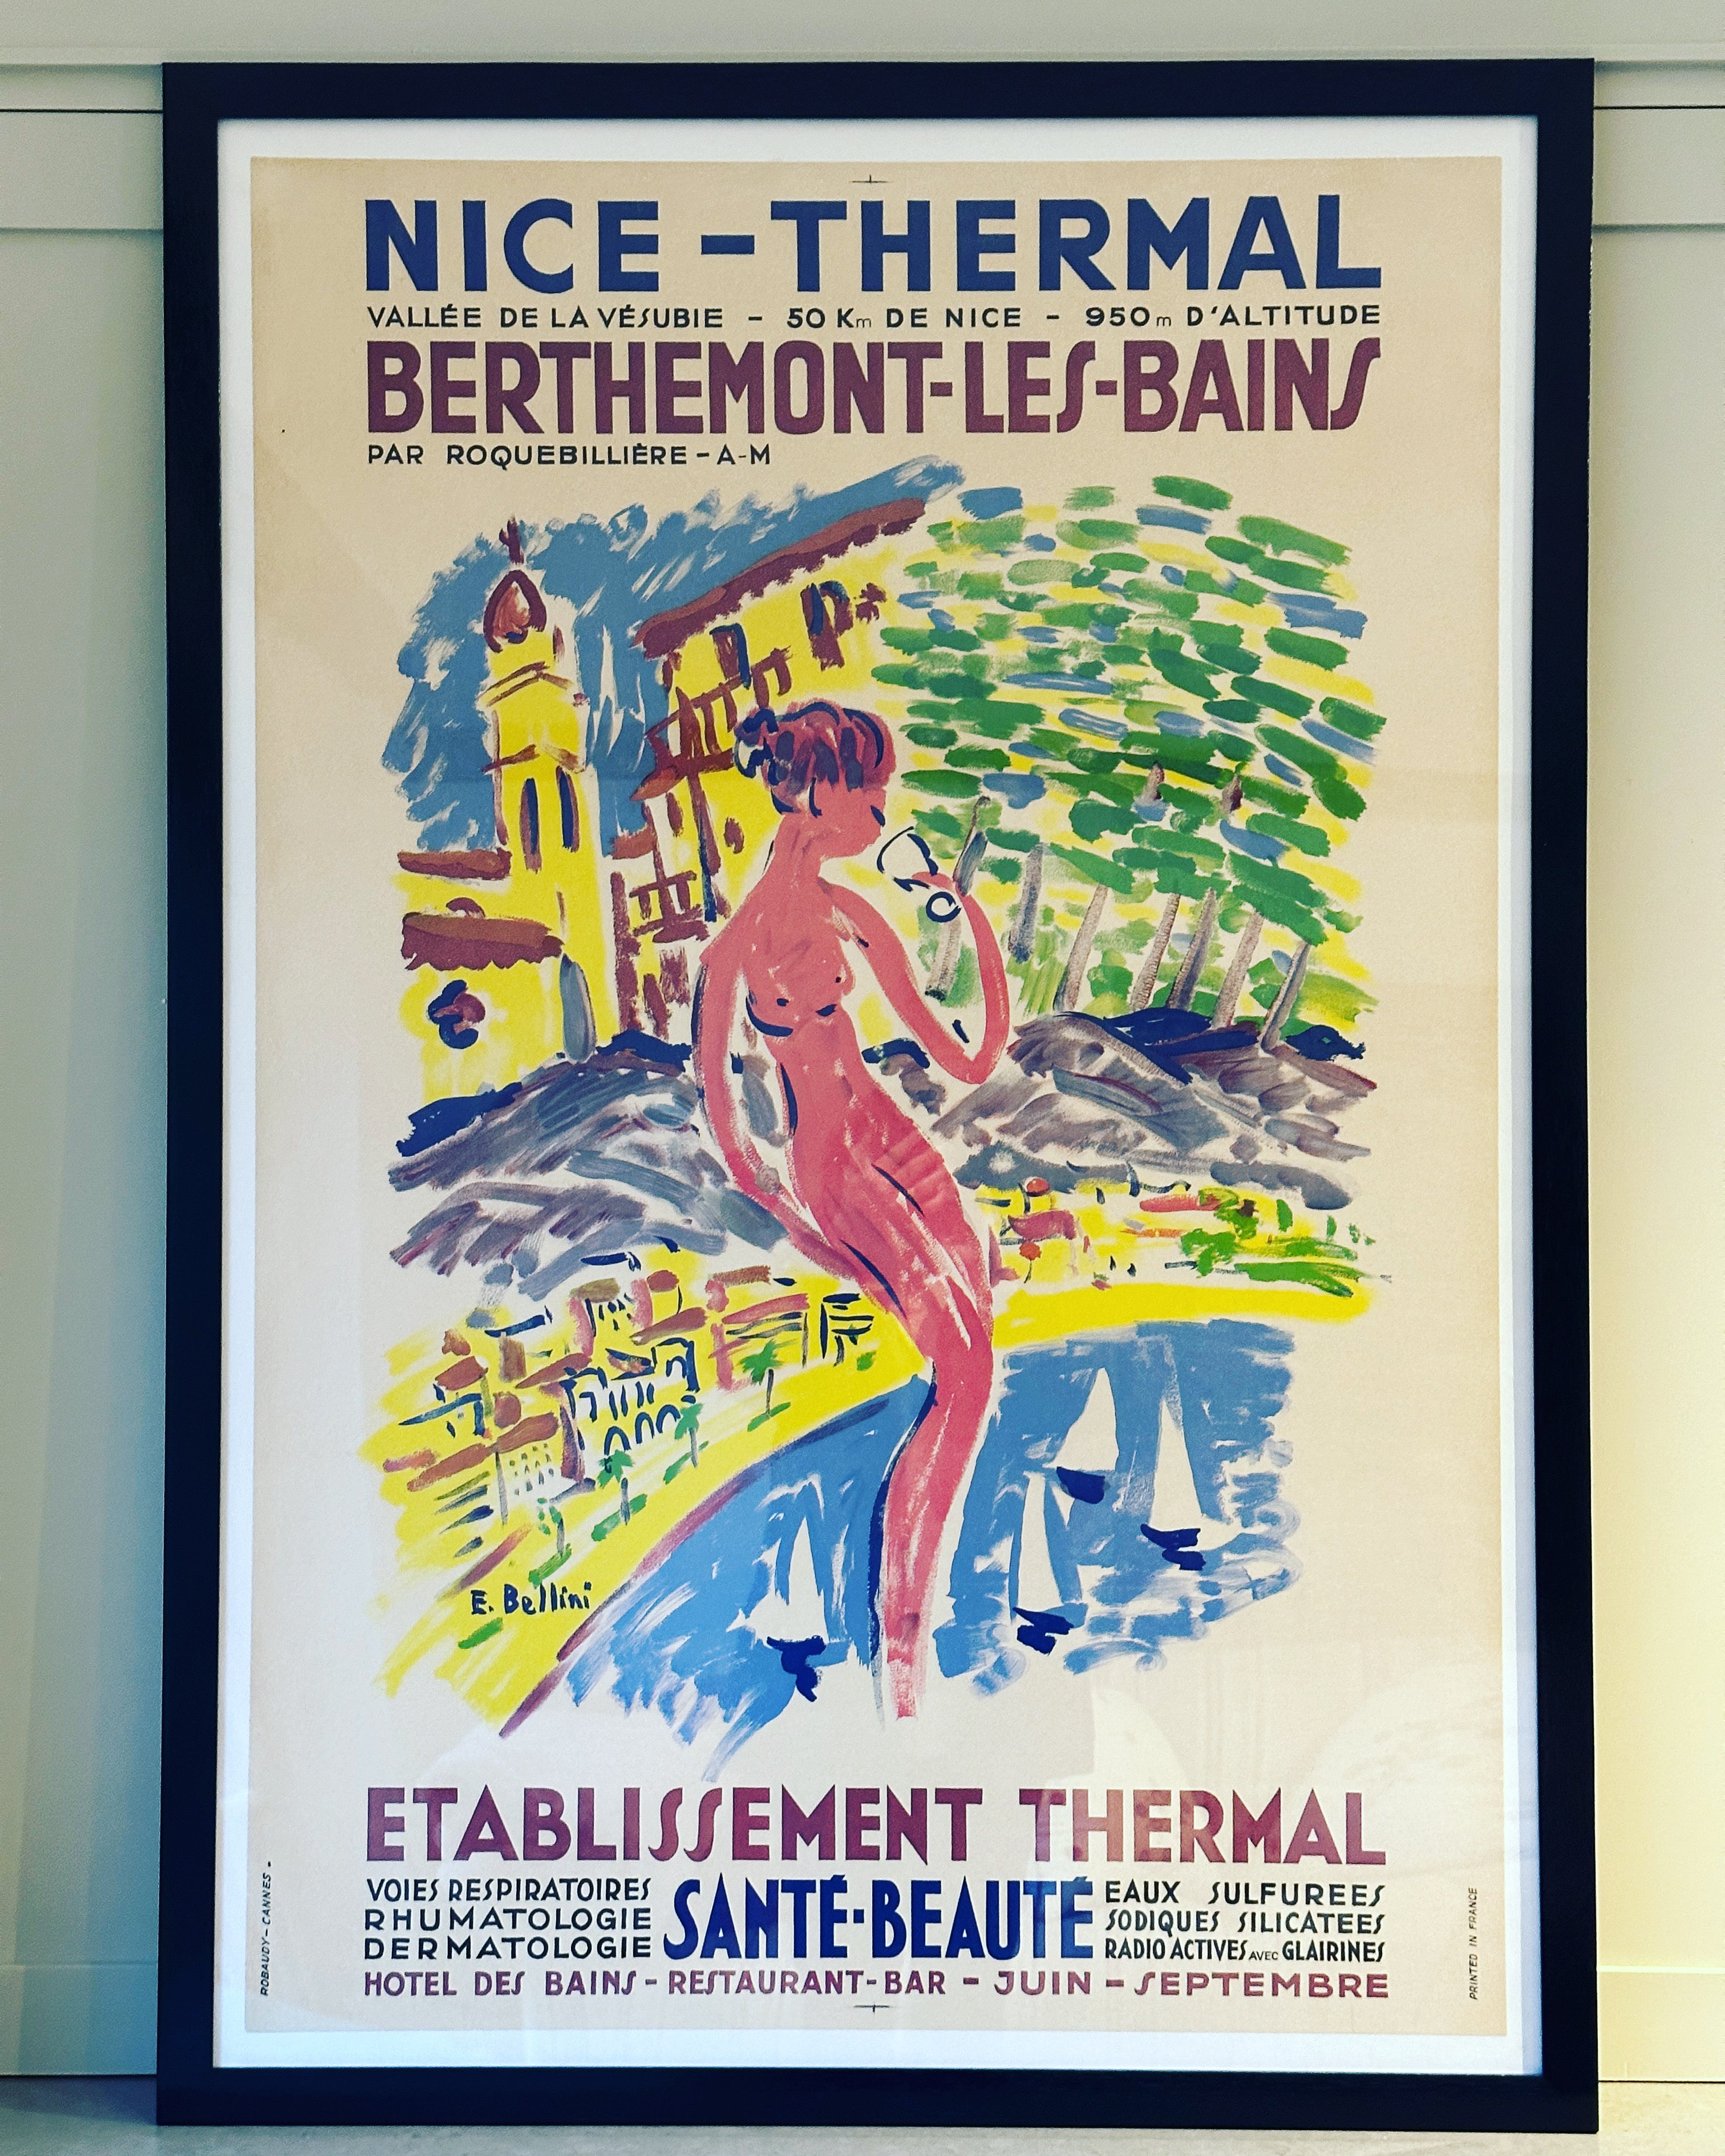 NICE - THERMAL
VALLÉE DE LA VÉSUBIE - 50 Km DE NICE - 950m D'ALTITUDE
BERTHEMONT-LES-BAINS
PAR ROQUEBILLIÈRE - A-M
E. Bellini
ETABLISSEMENT THERMAL
VOIES RESPIRATOIRES
RHUMATOLOGIE
DERMATOLOGIE
SANTÉ-BEAUTÉ
EAUX SULFUREES
SODIQUES SILICATEES
RADIO ACTIVES AVEC GLAIRINES
HOTEL DES BAINS - RESTAURANT-BAR - JUIN - SEPTEMBRE
ROBAUDY-CANNES-
PRINTED IN FRANCE